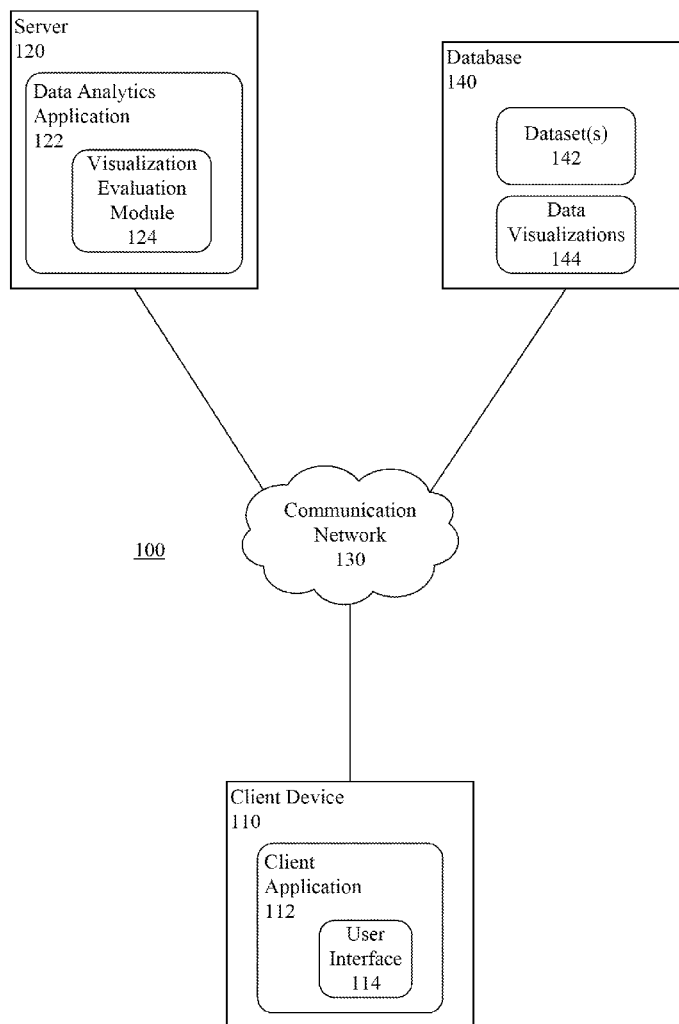 Server
120
Data Analytics
Application
122
Visualization
Evaluation
Module
124
Database
140
Dataset(s)
142
Data
Visualizations
144
Communication
Network
130
100
Client Device
110
Client
Application
112
User
Interface
114